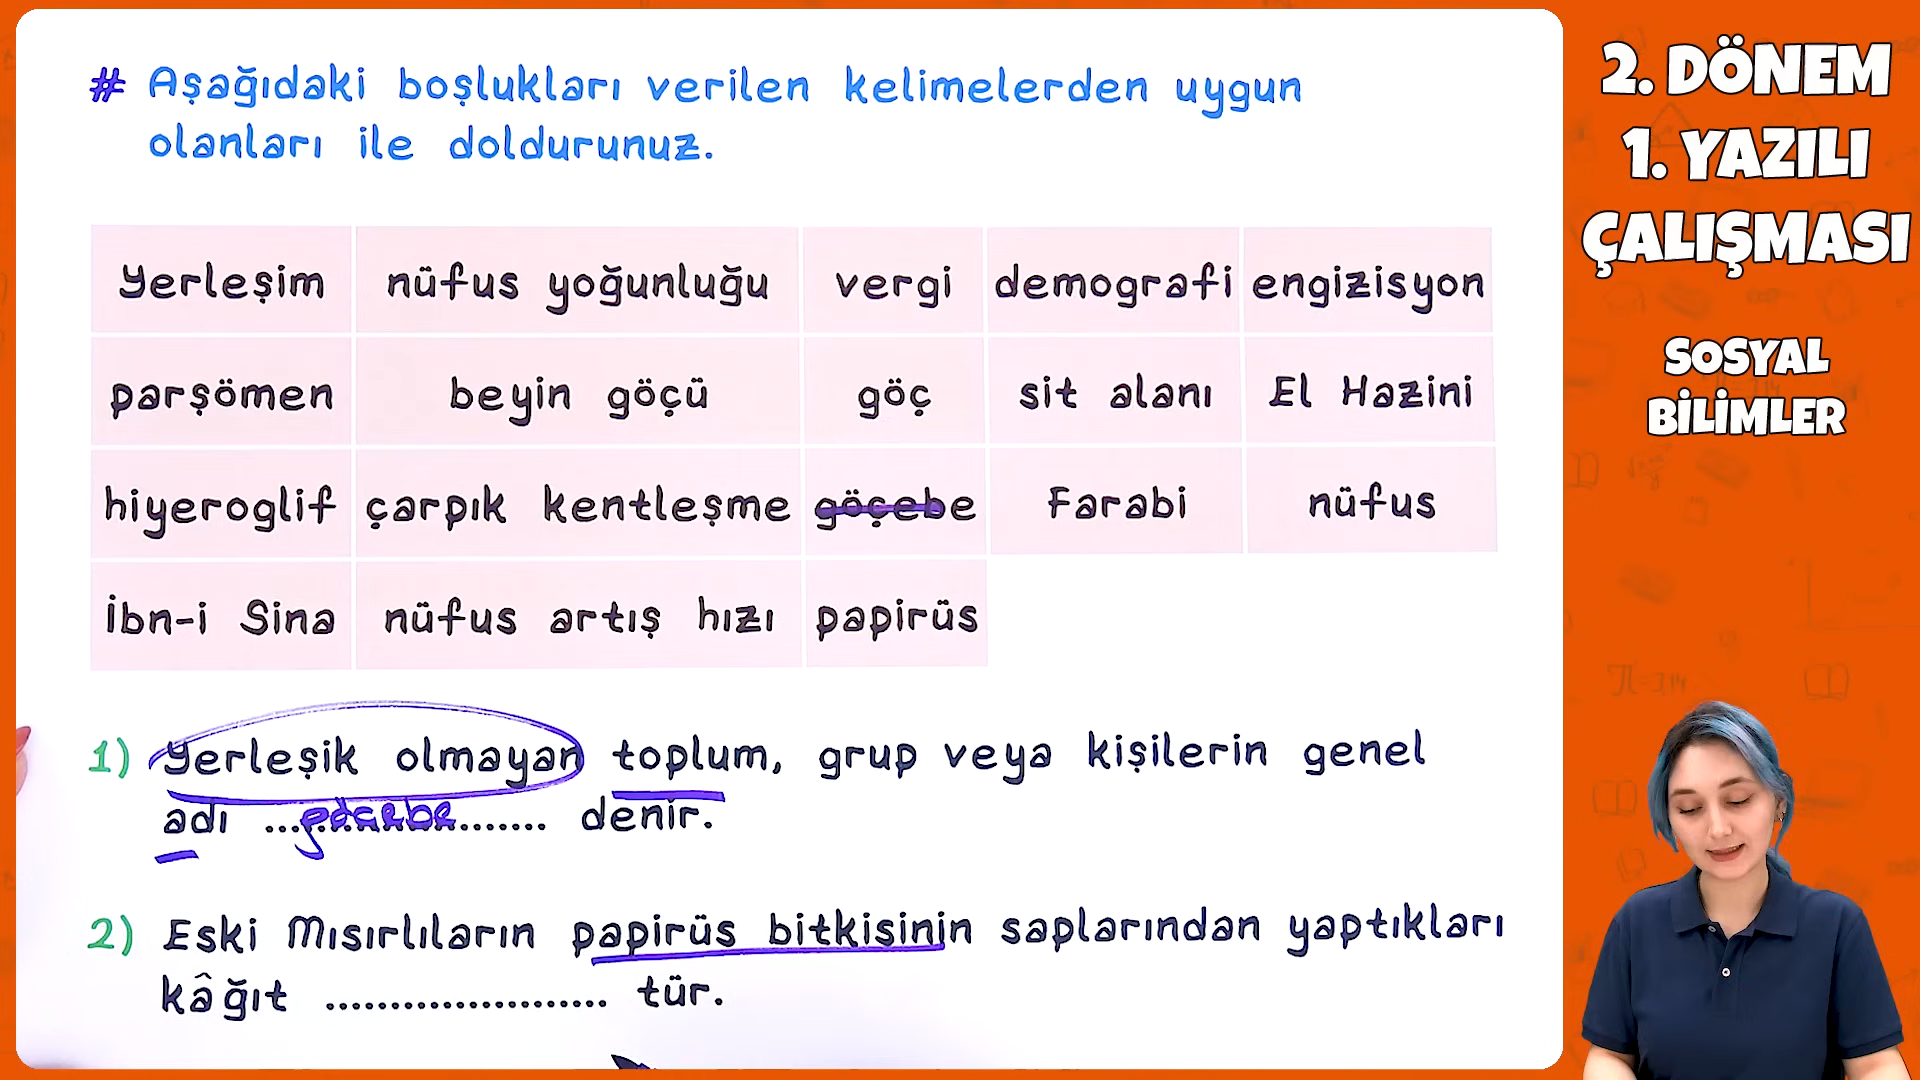 # Aşağıdaki boşlukları verilen kelimelerden uygun
olanları ile doldurunuz.
Yerleşim nüfus yoğunluğu vergi demografi engizisyon
parşömen beyin göçü göç sit alanı El Hazini
hiyeroglif çarpık kentleşme göçebe Farabi nüfus
İbn-i Sina nüfus artış hızı papirüs
1) Yerleşik olmayan toplum, grup veya kişilerin genel
adı ...göçebe....... denir.
2) Eski Mısırlıların papirüs bitkisinin saplarından yaptıkları
kâğıt ...................... tür.
2. DÖNEM
1. YAZILI
ÇALIŞMASI
SOSYAL
BİLİMLER